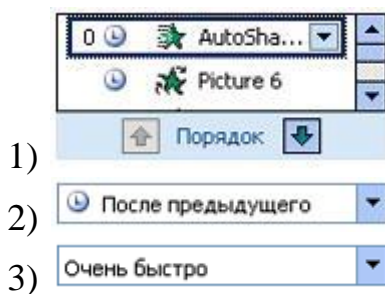 0 AutoSha...
Picture 6
1) Порядок
2) После предыдущего
3) Очень быстро